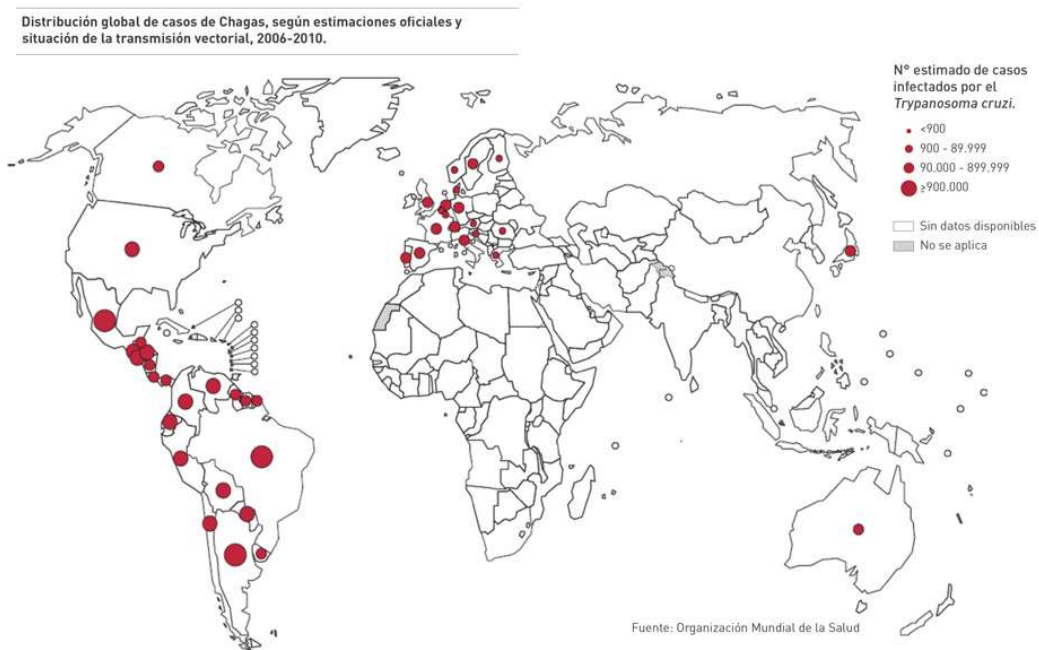 Distribución global de casos de Chagas, según estimaciones oficiales y
situación de la transmisión vectorial, 2006-2010.
N° estimado de casos
infectados por el
Trypanosoma cruzi.
<900
900 - 89.999
90.000 - 899.999
≥900.000
Sin datos disponibles
No se aplica
Fuente: Organización Mundial de la Salud